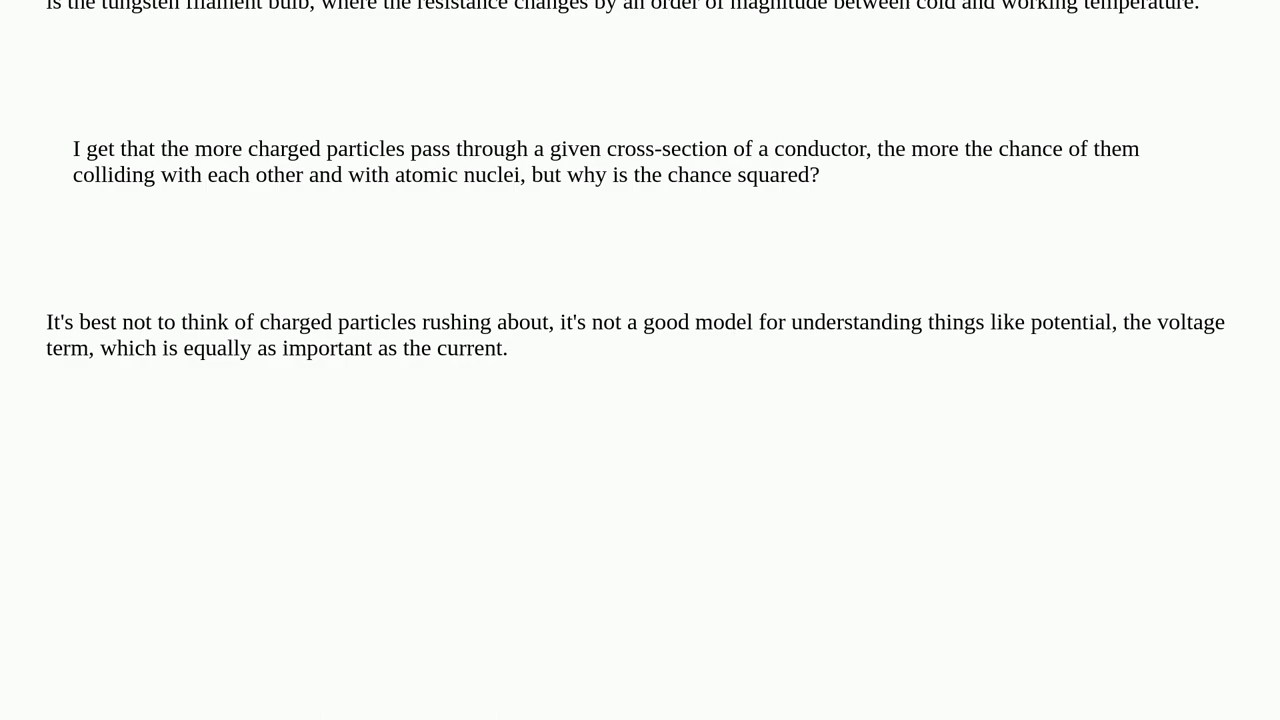 is the tungsten filament bulb, where the resistance changes by an order of magnitude between cold and working temperature.
I get that the more charged particles pass through a given cross-section of a conductor, the more the chance of them
colliding with each other and with atomic nuclei, but why is the chance squared?
It's best not to think of charged particles rushing about, it's not a good model for understanding things like potential, the voltage
term, which is equally as important as the current.